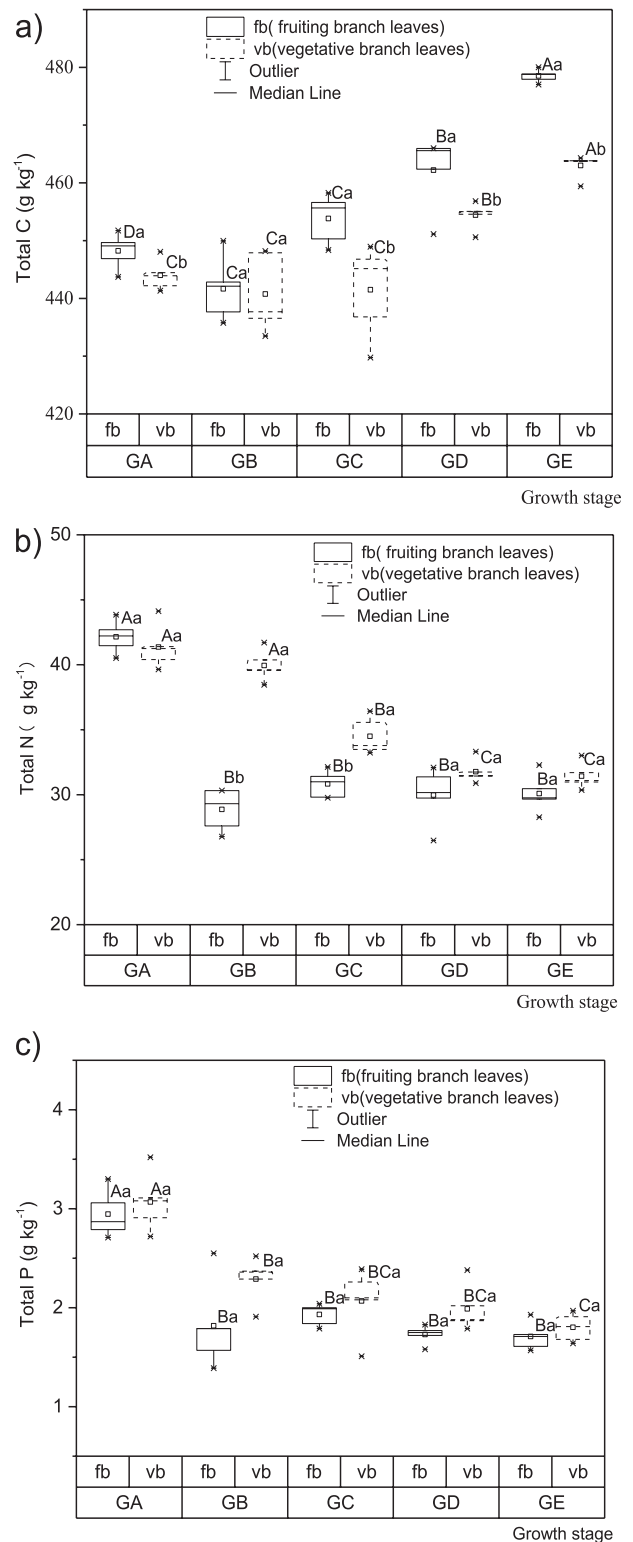 a)
fb( fruiting branch leaves)
vb(vegetative branch leaves)
Outlier
Median Line
480
460
440
420
Total C (g kg-1)
Da
Cb
Ca
Ca
Ca
Cb
Ba
Bb
Aa
Ab
fb vb fb vb fb vb fb vb fb vb
GA GB GC GD GE
Growth stage
b)
fb( fruiting branch leaves)
vb(vegetative branch leaves)
Outlier
Median Line
50
40
30
20
Total N( g kg-1)
Aa
Aa
Bb
Aa
Bb
Ba
Ba
Ca
Ba
Ca
fb vb fb vb fb vb fb vb fb vb
GA GB GC GD GE
Growth stage
c)
fb(fruiting branch leaves)
vb(vegetative branch leaves)
Outlier
Median Line
4
3
2
1
Total P (g kg-1)
Aa
Aa
Ba
Ba
Ba
BCa
Ba
BCa
Ba
Ca
fb vb fb vb fb vb fb vb fb vb
GA GB GC GD GE
Growth stage